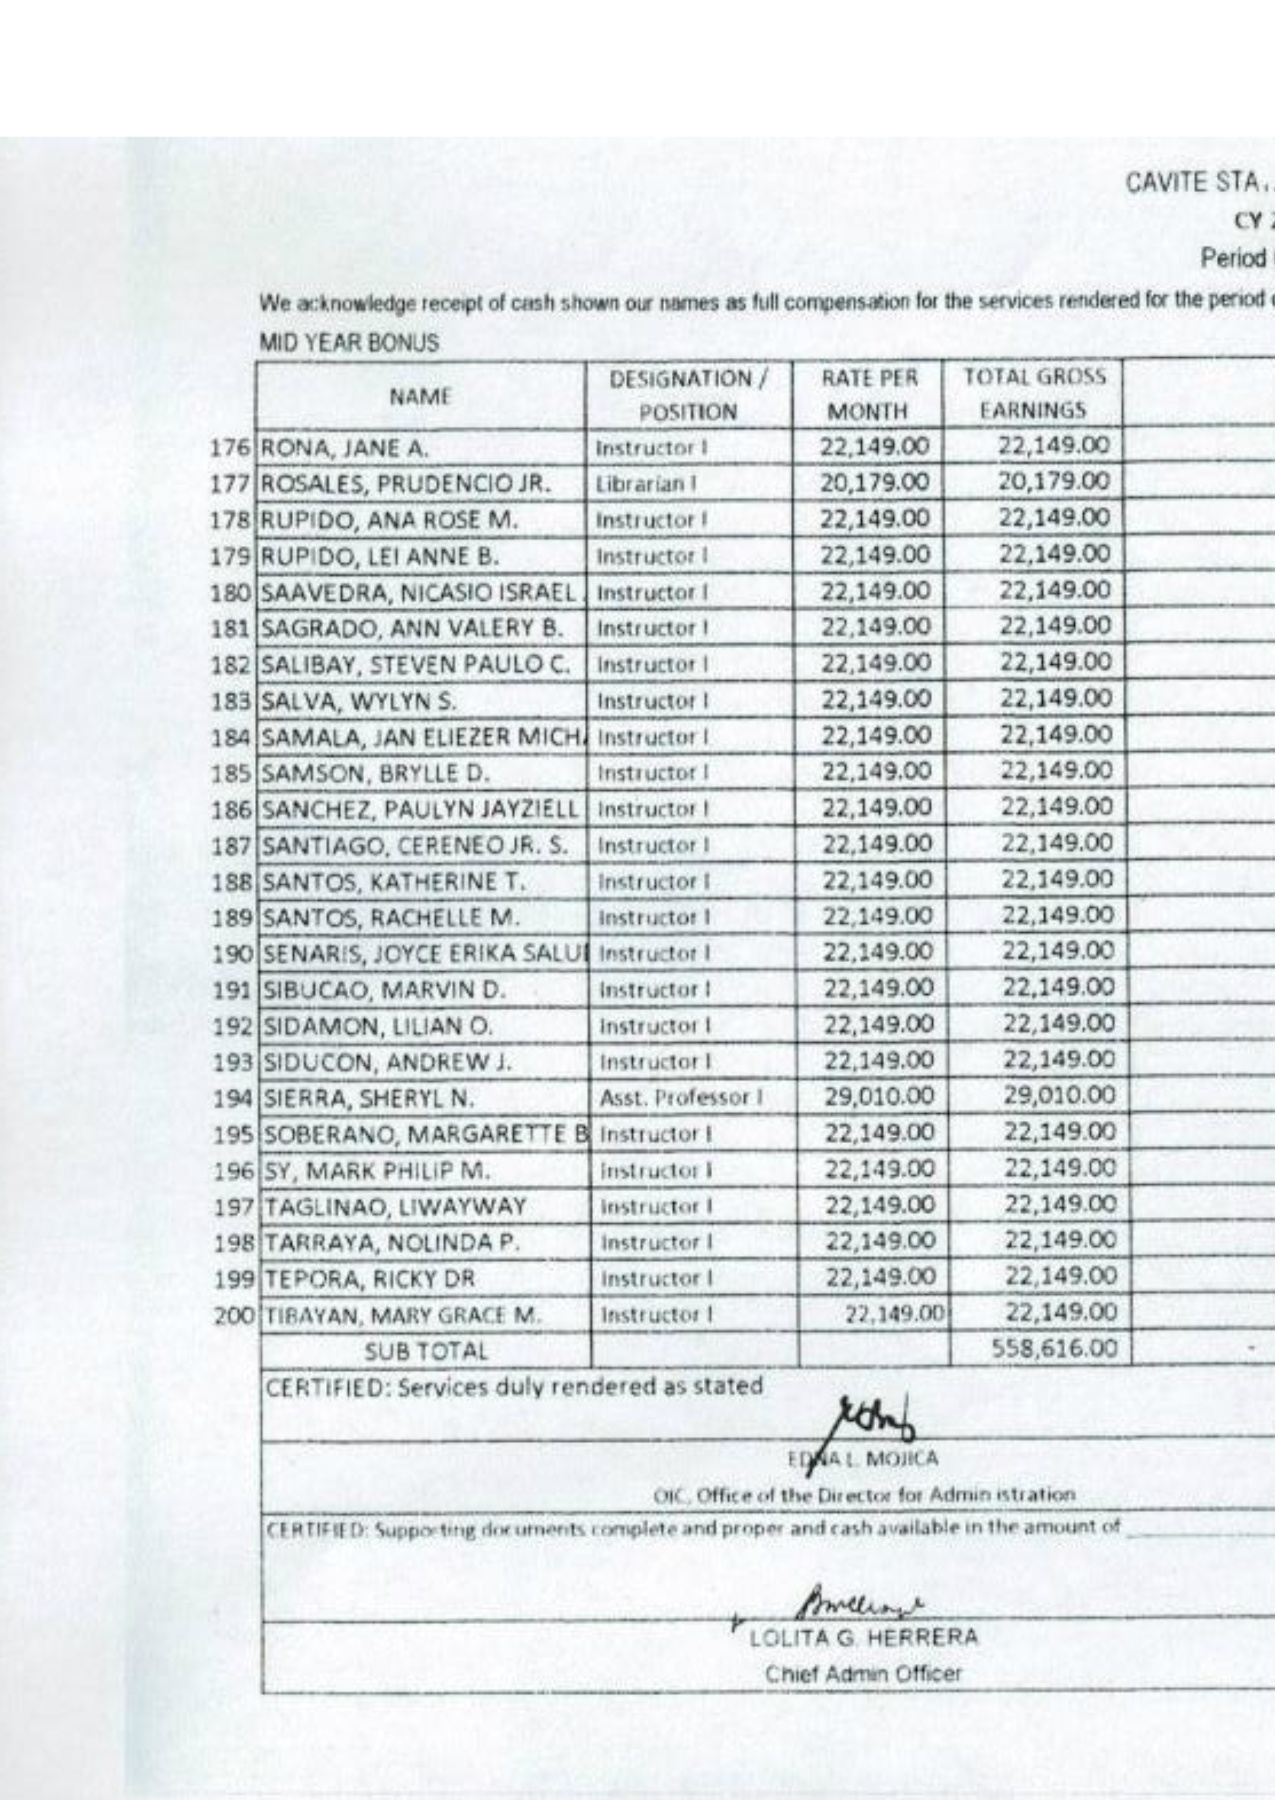 CAVITE STA
CY
Period
We acknowledge receipt of cash shown our names as full compensation for the services rendered for the period
MID YEAR BONUS
NAME DESIGNATION / POSITION RATE PER MONTH TOTAL GROSS EARNINGS
176 RONA, JANE A. Instructor I 22,149.00 22,149.00
177 ROSALES, PRUDENCIO JR. Librarian I 20,179.00 20,179.00
178 RUPIDO, ANA ROSE M. Instructor I 22,149.00 22,149.00
179 RUPIDO, LEI ANNE B. Instructor I 22,149.00 22,149.00
180 SAAVEDRA, NICASIO ISRAEL Instructor I 22,149.00 22,149.00
181 SAGRADO, ANN VALERY B. Instructor I 22,149.00 22,149.00
182 SALIBAY, STEVEN PAULO C. Instructor I 22,149.00 22,149.00
183 SALVA, WYLYN S. Instructor I 22,149.00 22,149.00
184 SAMALA, JAN ELIEZER MICHA Instructor I 22,149.00 22,149.00
185 SAMSON, BRYLLE D. Instructor I 22,149.00 22,149.00
186 SANCHEZ, PAULYN JAYZIELL Instructor I 22,149.00 22,149.00
187 SANTIAGO, CERENEO JR. S. Instructor I 22,149.00 22,149.00
188 SANTOS, KATHERINE T. Instructor I 22,149.00 22,149.00
189 SANTOS, RACHELLE M. Instructor I 22,149.00 22,149.00
190 SENARIS, JOYCE ERIKA SALU Instructor I 22,149.00 22,149.00
191 SIBUCAO, MARVIN D. Instructor I 22,149.00 22,149.00
192 SIDAMON, LILIAN O. Instructor I 22,149.00 22,149.00
193 SIDUCON, ANDREW J. Instructor I 22,149.00 22,149.00
194 SIERRA, SHERYL N. Asst. Professor I 29,010.00 29,010.00
195 SOBERANO, MARGARETTE B Instructor I 22,149.00 22,149.00
196 SY, MARK PHILIP M. Instructor I 22,149.00 22,149.00
197 TAGLINAO, LIWAYWAY Instructor I 22,149.00 22,149.00
198 TARRAYA, NOLINDA P. Instructor I 22,149.00 22,149.00
199 TEPORA, RICKY DR Instructor I 22,149.00 22,149.00
200 TIBAYAN, MARY GRACE M. Instructor I 22,149.00 22,149.00
SUB TOTAL 558,616.00 -
CERTIFIED: Services duly rendered as stated
EDNA L. MOJICA
OIC, Office of the Director for Admin istration
CERTIFIED: Supporting documents complete and proper and cash available in the amount of
LOLITA G. HERRERA
Chief Admin Officer